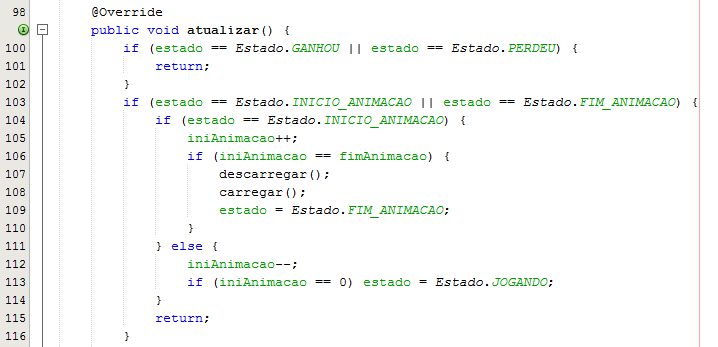 98 @Override
public void atualizar() {
100 if (estado == Estado.GANHOU || estado == Estado.PERDEU) {
101 return;
102 }
103 if (estado == Estado.INICIO_ANIMACAO || estado == Estado.FIM_ANIMACAO) {
104 if (estado == Estado.INICIO_ANIMACAO) {
105 iniAnimacao++;
106 if (iniAnimacao == fimAnimacao) {
107 descarregar();
108 carregar();
109 estado = Estado.FIM_ANIMACAO;
110 }
111 } else {
112 iniAnimacao--;
113 if (iniAnimacao == 0) estado = Estado.JOGANDO;
114 }
115 return;
116 }